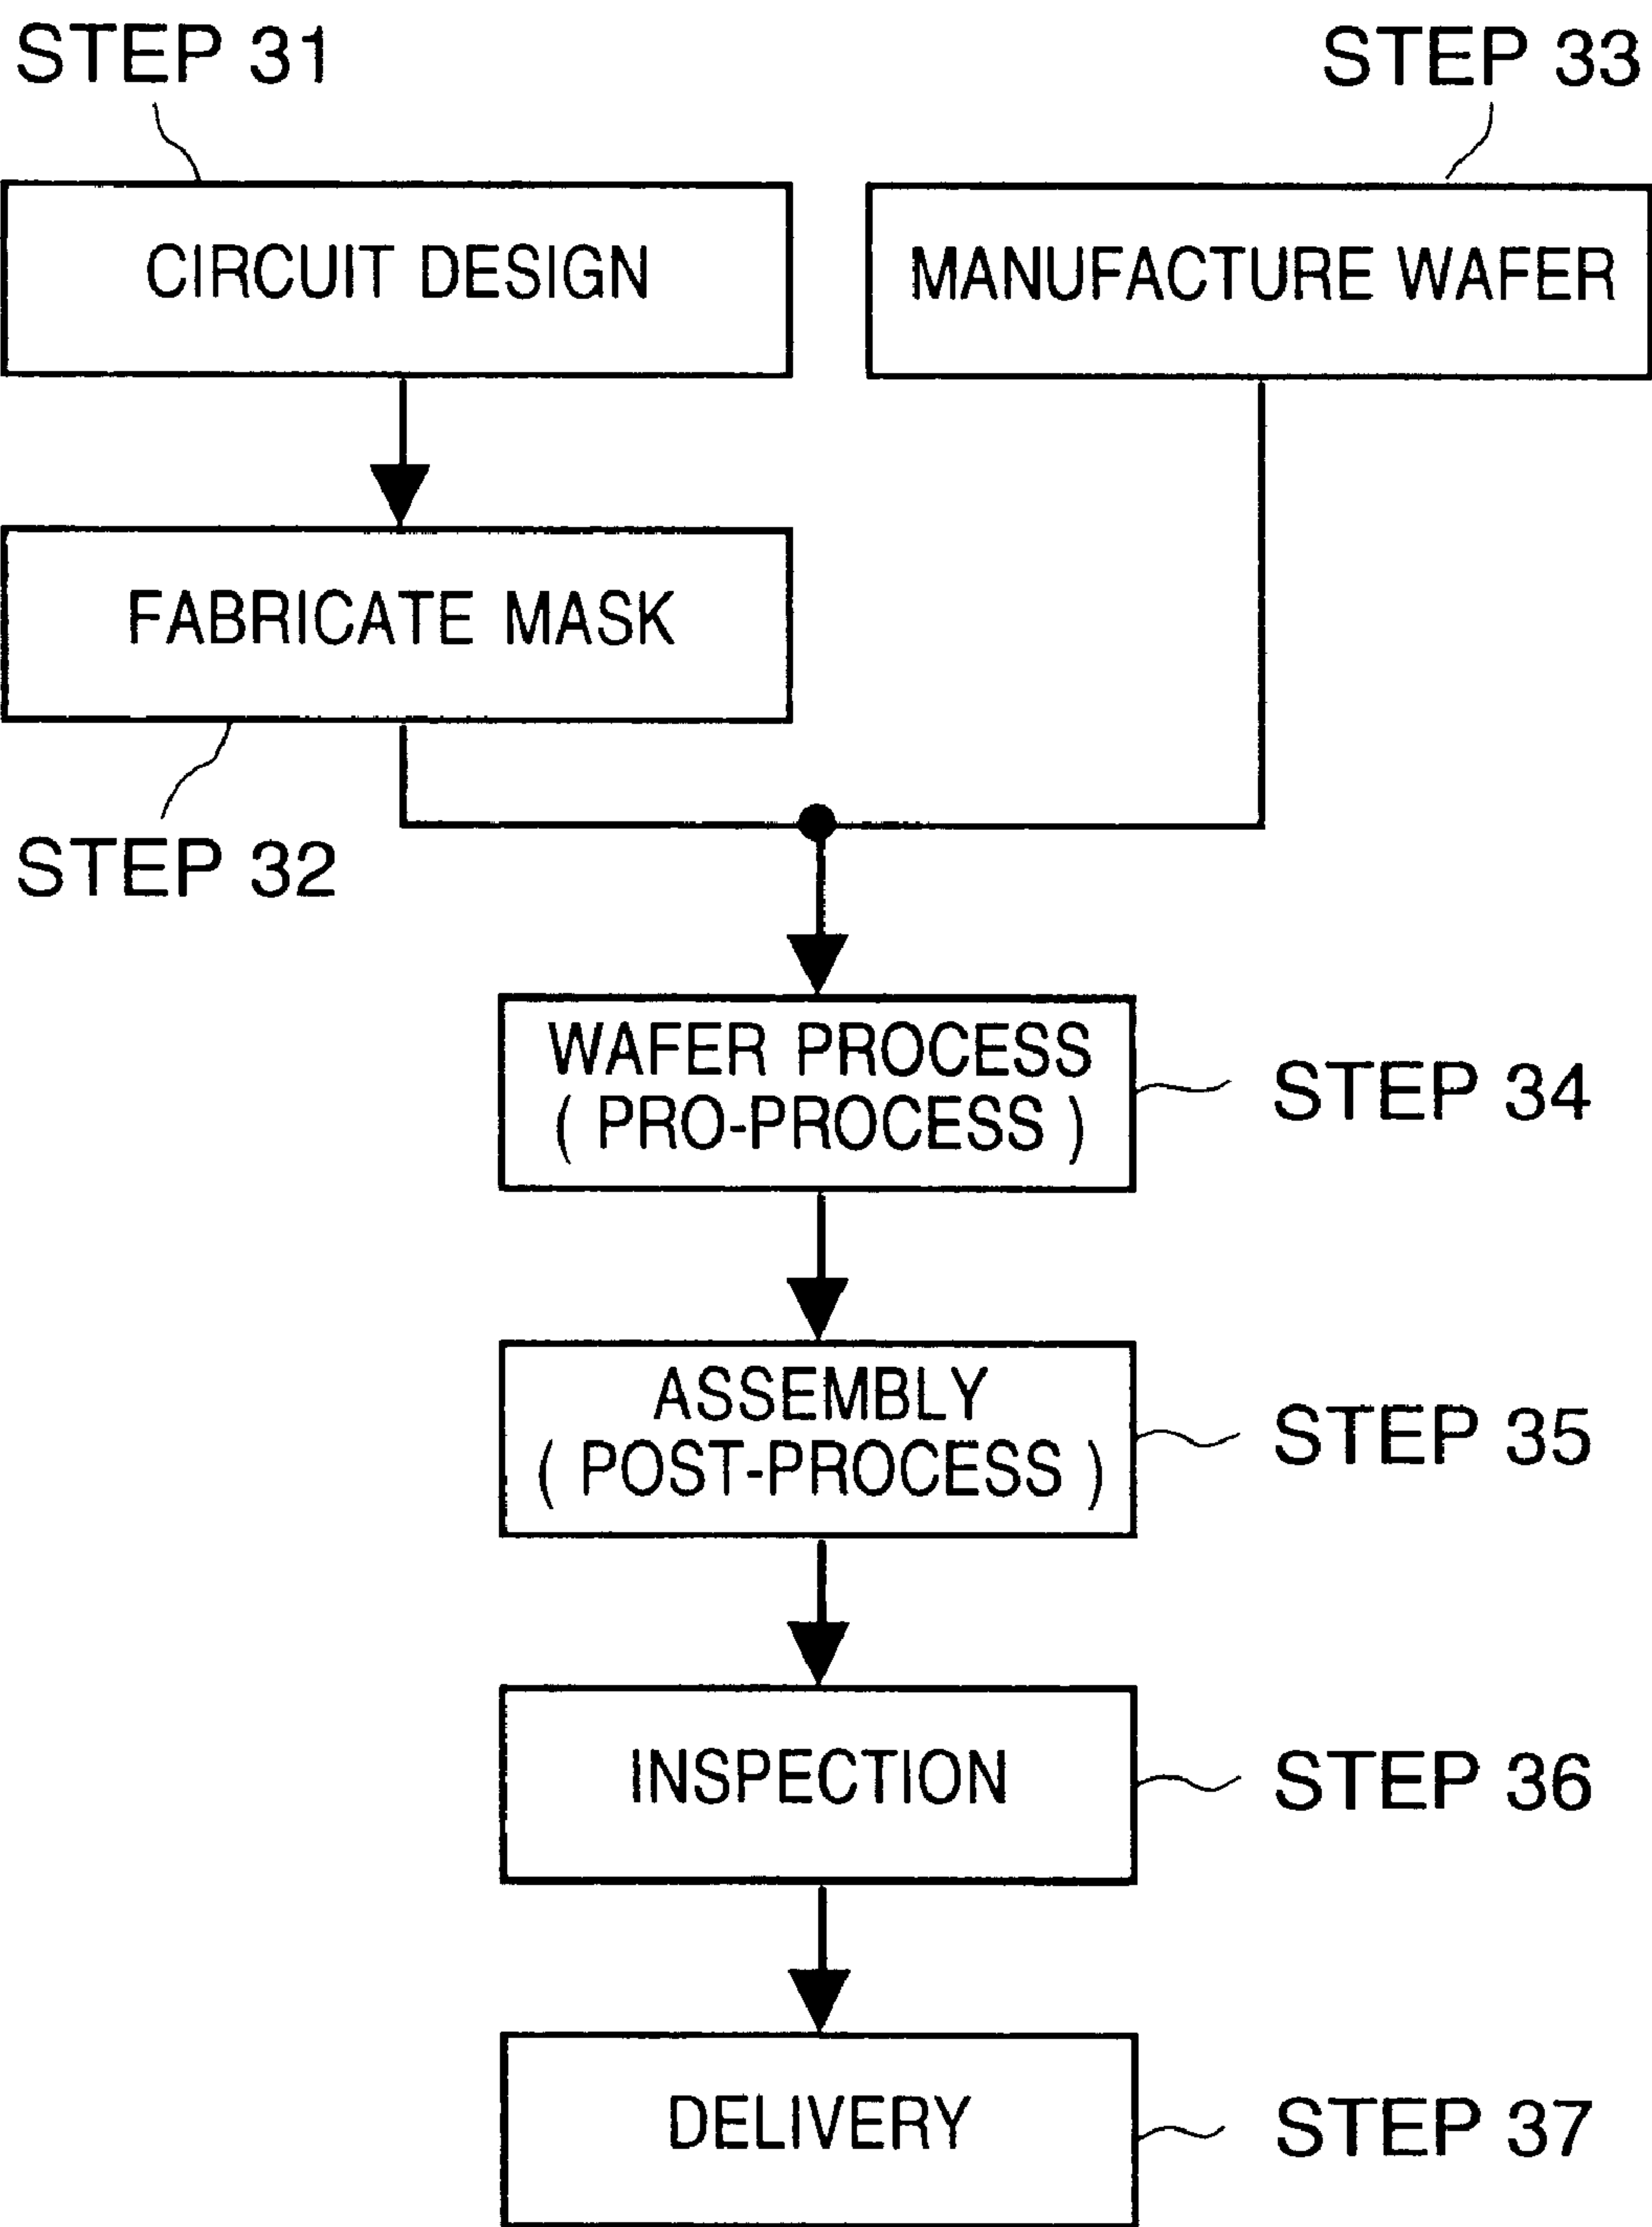 STEP 31
STEP 33
CIRCUIT DESIGN
MANUFACTURE WAFER
FABRICATE MASK
STEP 32
WAFER PROCESS
( PRO-PROCESS )
STEP 34
ASSEMBLY
( POST-PROCESS )
STEP 35
INSPECTION
STEP 36
DELIVERY
STEP 37